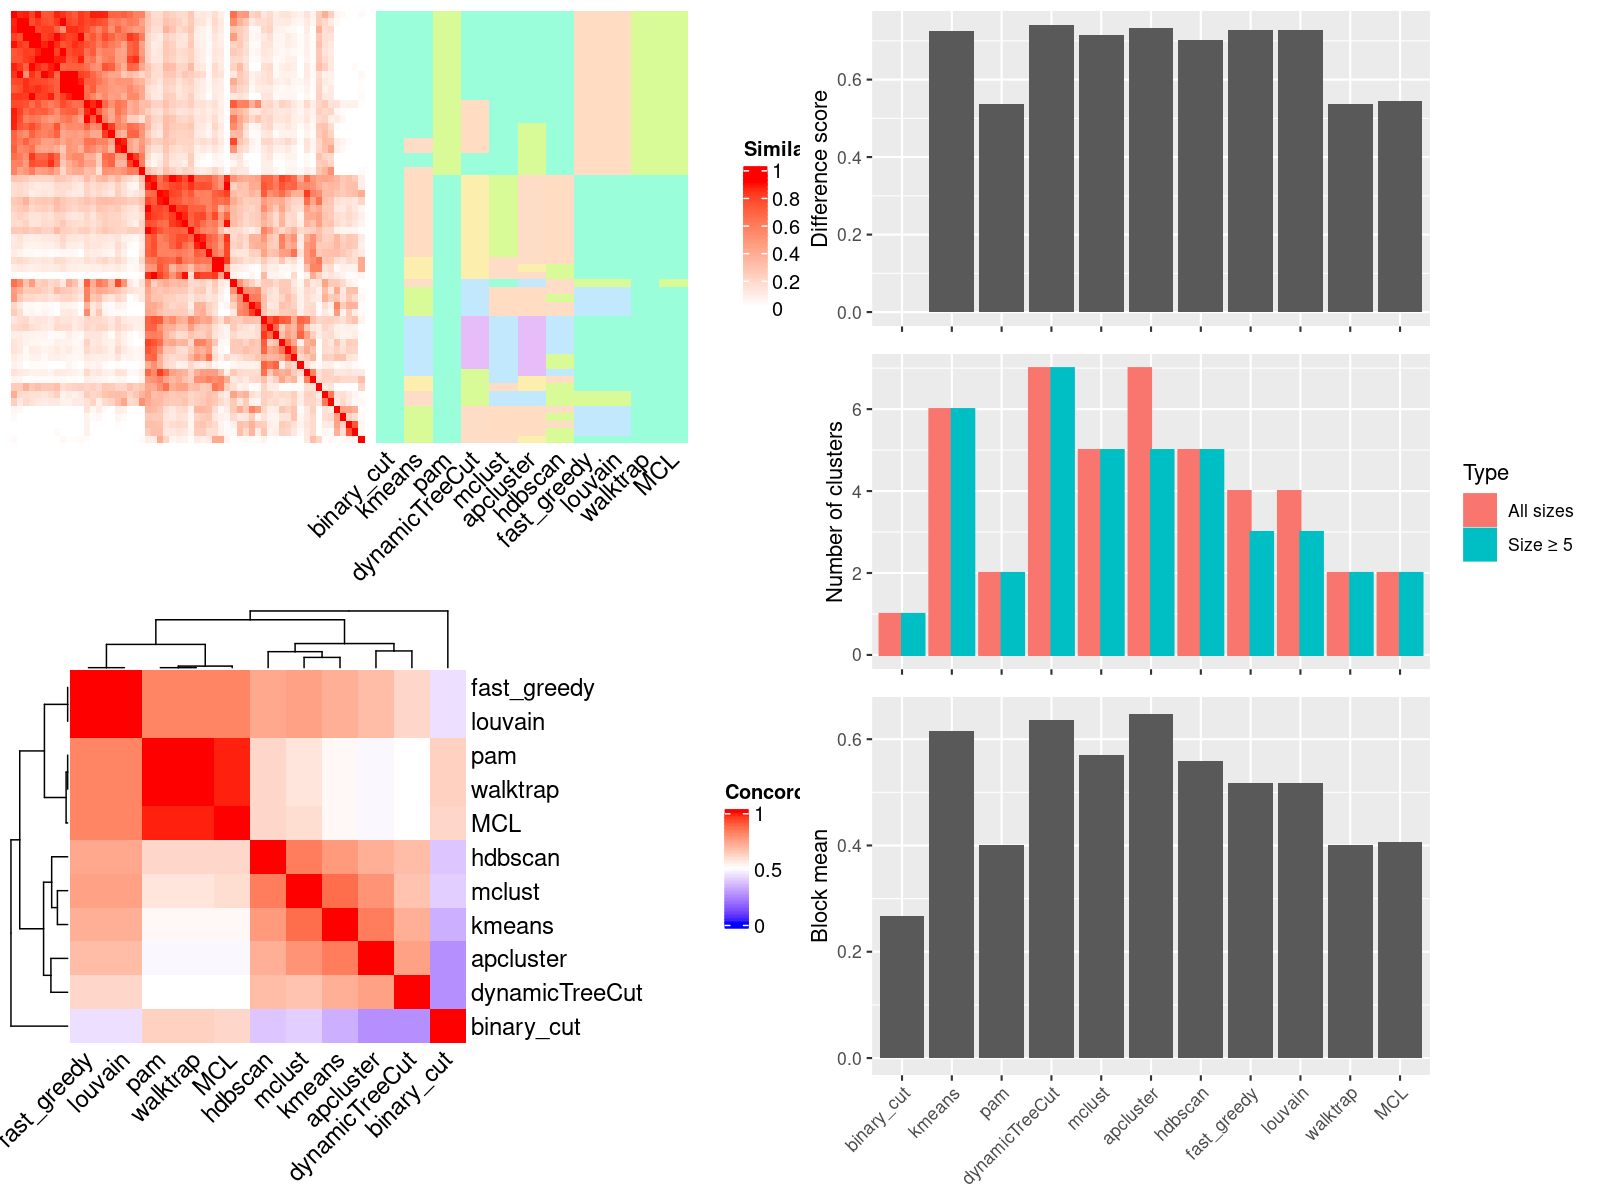 Simila
1
0.8
0.6
0.4
0.2
0
binary_cut
kmeans
pam
dynamicTreeCut
mclust
apcluster
hdbscan
fast_greedy
louvain
walktrap
MCL
Difference score
0.6
0.4
0.2
0.0
Number of clusters
6
4
2
0
Type
All sizes
Size ≥ 5
fast_greedy
louvain
pam
walktrap
MCL
hdbscan
mclust
kmeans
apcluster
dynamicTreeCut
binary_cut
fast_greedy
louvain
pam
walktrap
MCL
hdbscan
mclust
kmeans
apcluster
dynamicTreeCut
binary_cut
Concord
1
0.5
0
Block mean
0.6
0.4
0.2
0.0
binary_cut
kmeans
pam
dynamicTreeCut
mclust
apcluster
hdbscan
fast_greedy
louvain
walktrap
MCL